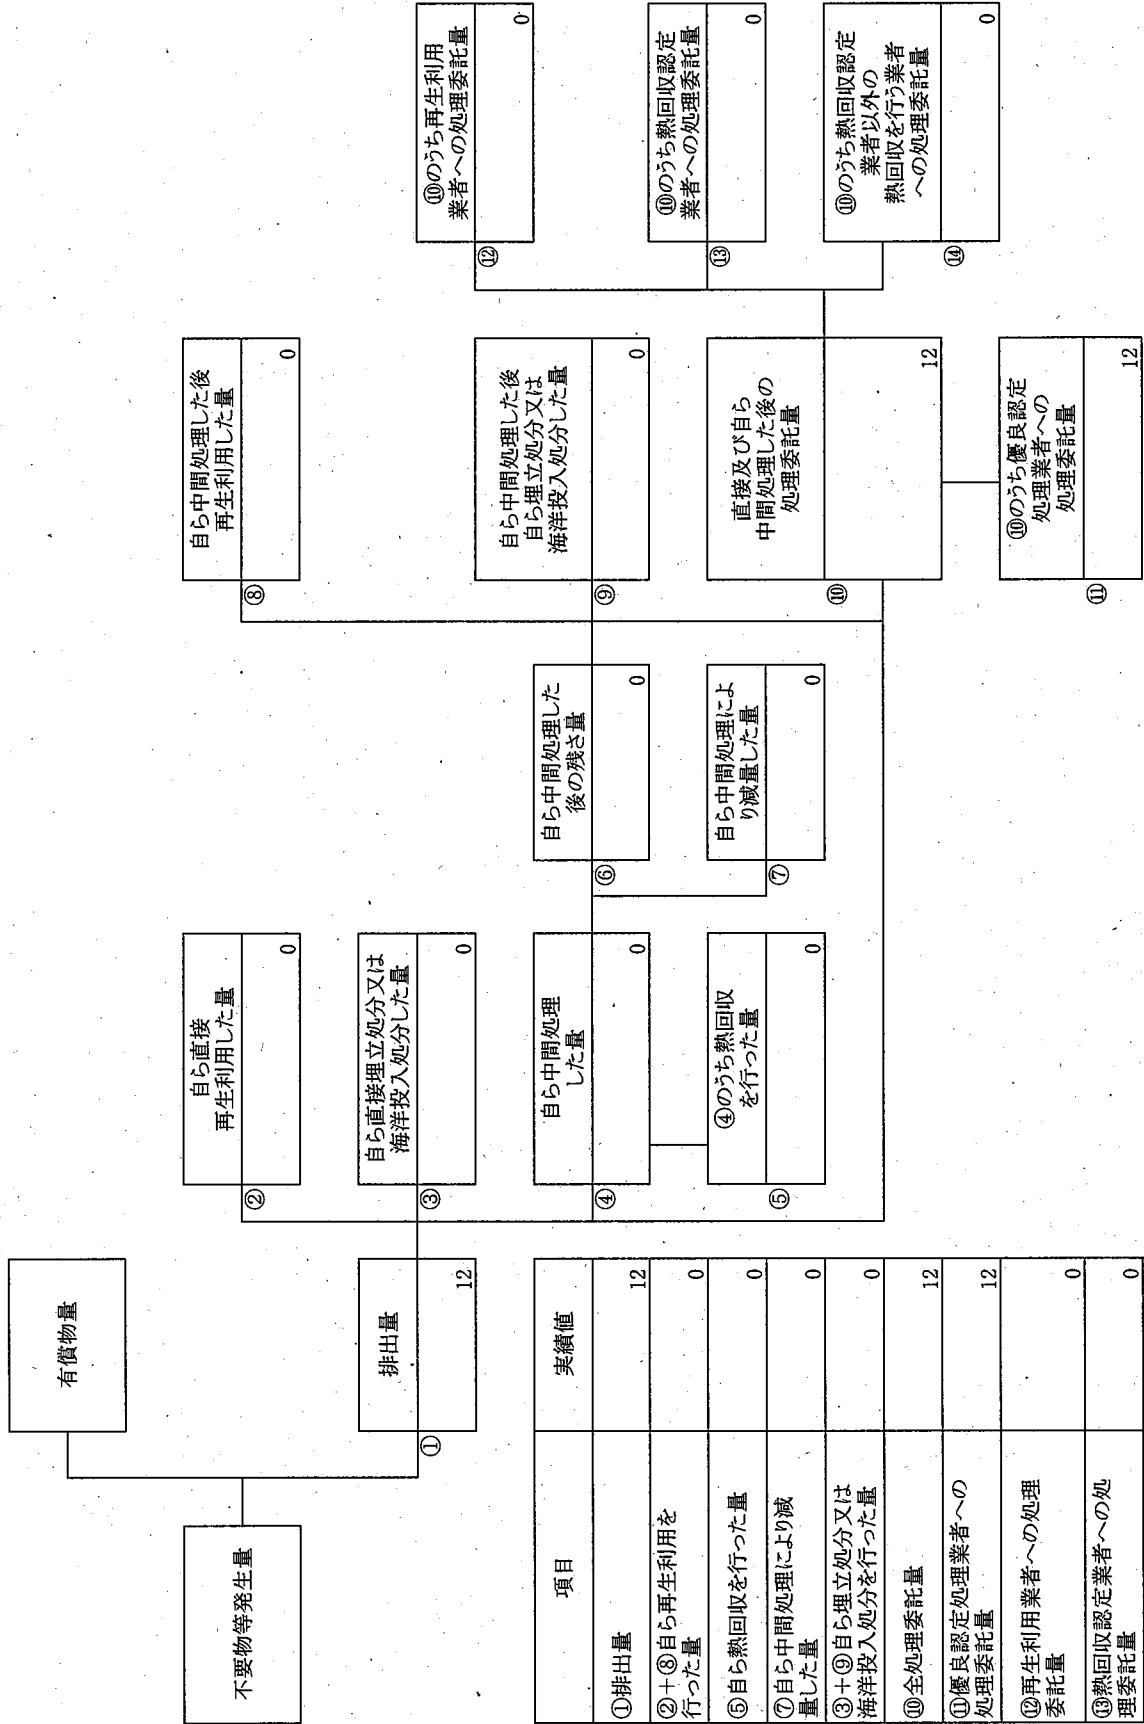 不要物等発生量
有償物量
①
排出量
12
②
自ら直接
再生利用した量
0
③
自ら直接埋立処分又は
海洋投入処分した量
0
④
自ら中間処理
した量
0
⑤
④のうち熱回収
を行った量
0
⑥
自ら中間処理した
後の残さ量
0
⑦
自ら中間処理によ
り減量した量
0
⑧
自ら中間処理した後
再生利用した量
0
⑨
自ら中間処理した後
自ら埋立処分又は
海洋投入処分した量
0
⑩
直接及び自ら
中間処理した後の
処理委託量
12
⑪
⑩のうち優良認定
処理業者への
処理委託量
12
⑫
⑩のうち再生利用
業者への処理委託量
0
⑬
⑩のうち熱回収認定
業者への処理委託量
0
⑭
⑩のうち熱回収認定
業者以外の
熱回収を行う業者
への処理委託量
0
項目 実績値
①排出量 12
②+⑧自ら再生利用を
行った量 0
⑤自ら熱回収を行った量 0
⑦自ら中間処理により減
量した量 0
③+⑨自ら埋立処分又は
海洋投入処分を行った量 0
⑩全処理委託量 12
⑪優良認定処理業者への
処理委託量 12
⑫再生利用業者への処理
委託量 0
⑬熱回収認定業者への処
理委託量 0